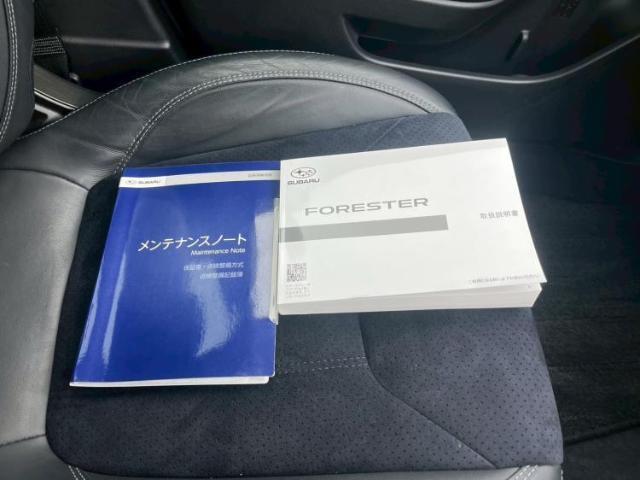 SUBARU
メンテナンスノート
Maintenance Note
保証書・点検整備方式
点検整備記録簿
SUBARU
FORESTER
取扱説明書